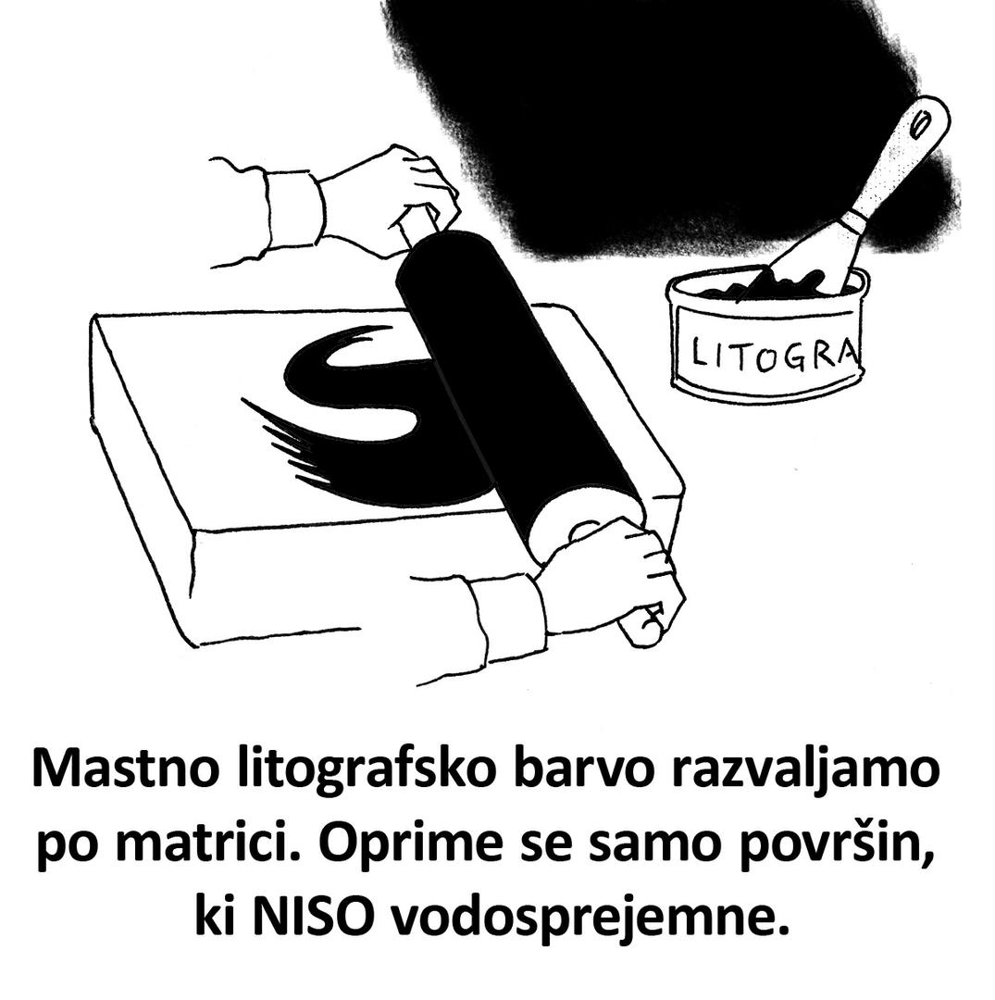 LITOGRA
Mastno litografsko barvo razvaljamo
po matrici. Oprime se samo površin,
ki NISO vodosprejemne.